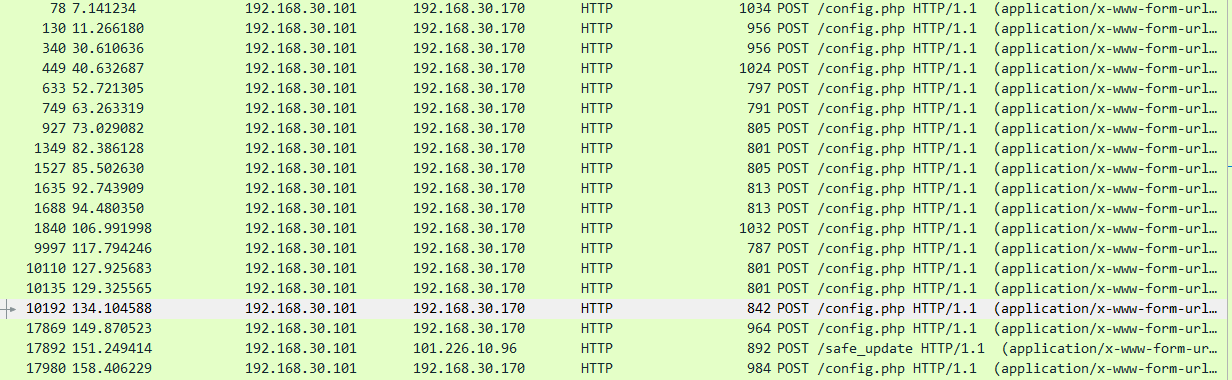 78 7.141234 192.168.30.101 192.168.30.170 HTTP 1034 POST /config.php HTTP/1.1 (application/x-www-form-url…
130 11.266180 192.168.30.101 192.168.30.170 HTTP 956 POST /config.php HTTP/1.1 (application/x-www-form-url…
340 30.610636 192.168.30.101 192.168.30.170 HTTP 956 POST /config.php HTTP/1.1 (application/x-www-form-url…
449 40.632687 192.168.30.101 192.168.30.170 HTTP 1024 POST /config.php HTTP/1.1 (application/x-www-form-url…
633 52.721305 192.168.30.101 192.168.30.170 HTTP 797 POST /config.php HTTP/1.1 (application/x-www-form-url…
749 63.263319 192.168.30.101 192.168.30.170 HTTP 791 POST /config.php HTTP/1.1 (application/x-www-form-url…
927 73.029082 192.168.30.101 192.168.30.170 HTTP 805 POST /config.php HTTP/1.1 (application/x-www-form-url…
1349 82.386128 192.168.30.101 192.168.30.170 HTTP 801 POST /config.php HTTP/1.1 (application/x-www-form-url…
1527 85.502630 192.168.30.101 192.168.30.170 HTTP 805 POST /config.php HTTP/1.1 (application/x-www-form-url…
1635 92.743909 192.168.30.101 192.168.30.170 HTTP 813 POST /config.php HTTP/1.1 (application/x-www-form-url…
1688 94.480350 192.168.30.101 192.168.30.170 HTTP 813 POST /config.php HTTP/1.1 (application/x-www-form-url…
1840 106.991998 192.168.30.101 192.168.30.170 HTTP 1032 POST /config.php HTTP/1.1 (application/x-www-form-url…
9997 117.794246 192.168.30.101 192.168.30.170 HTTP 787 POST /config.php HTTP/1.1 (application/x-www-form-url…
10110 127.925683 192.168.30.101 192.168.30.170 HTTP 801 POST /config.php HTTP/1.1 (application/x-www-form-url…
10135 129.325565 192.168.30.101 192.168.30.170 HTTP 801 POST /config.php HTTP/1.1 (application/x-www-form-url…
10192 134.104588 192.168.30.101 192.168.30.170 HTTP 842 POST /config.php HTTP/1.1 (application/x-www-form-url…
17869 149.870523 192.168.30.101 192.168.30.170 HTTP 964 POST /config.php HTTP/1.1 (application/x-www-form-url…
17892 151.249414 192.168.30.101 101.226.10.96 HTTP 892 POST /safe_update HTTP/1.1 (application/x-www-form-ur…
17980 158.406229 192.168.30.101 192.168.30.170 HTTP 984 POST /config.php HTTP/1.1 (application/x-www-form-url…